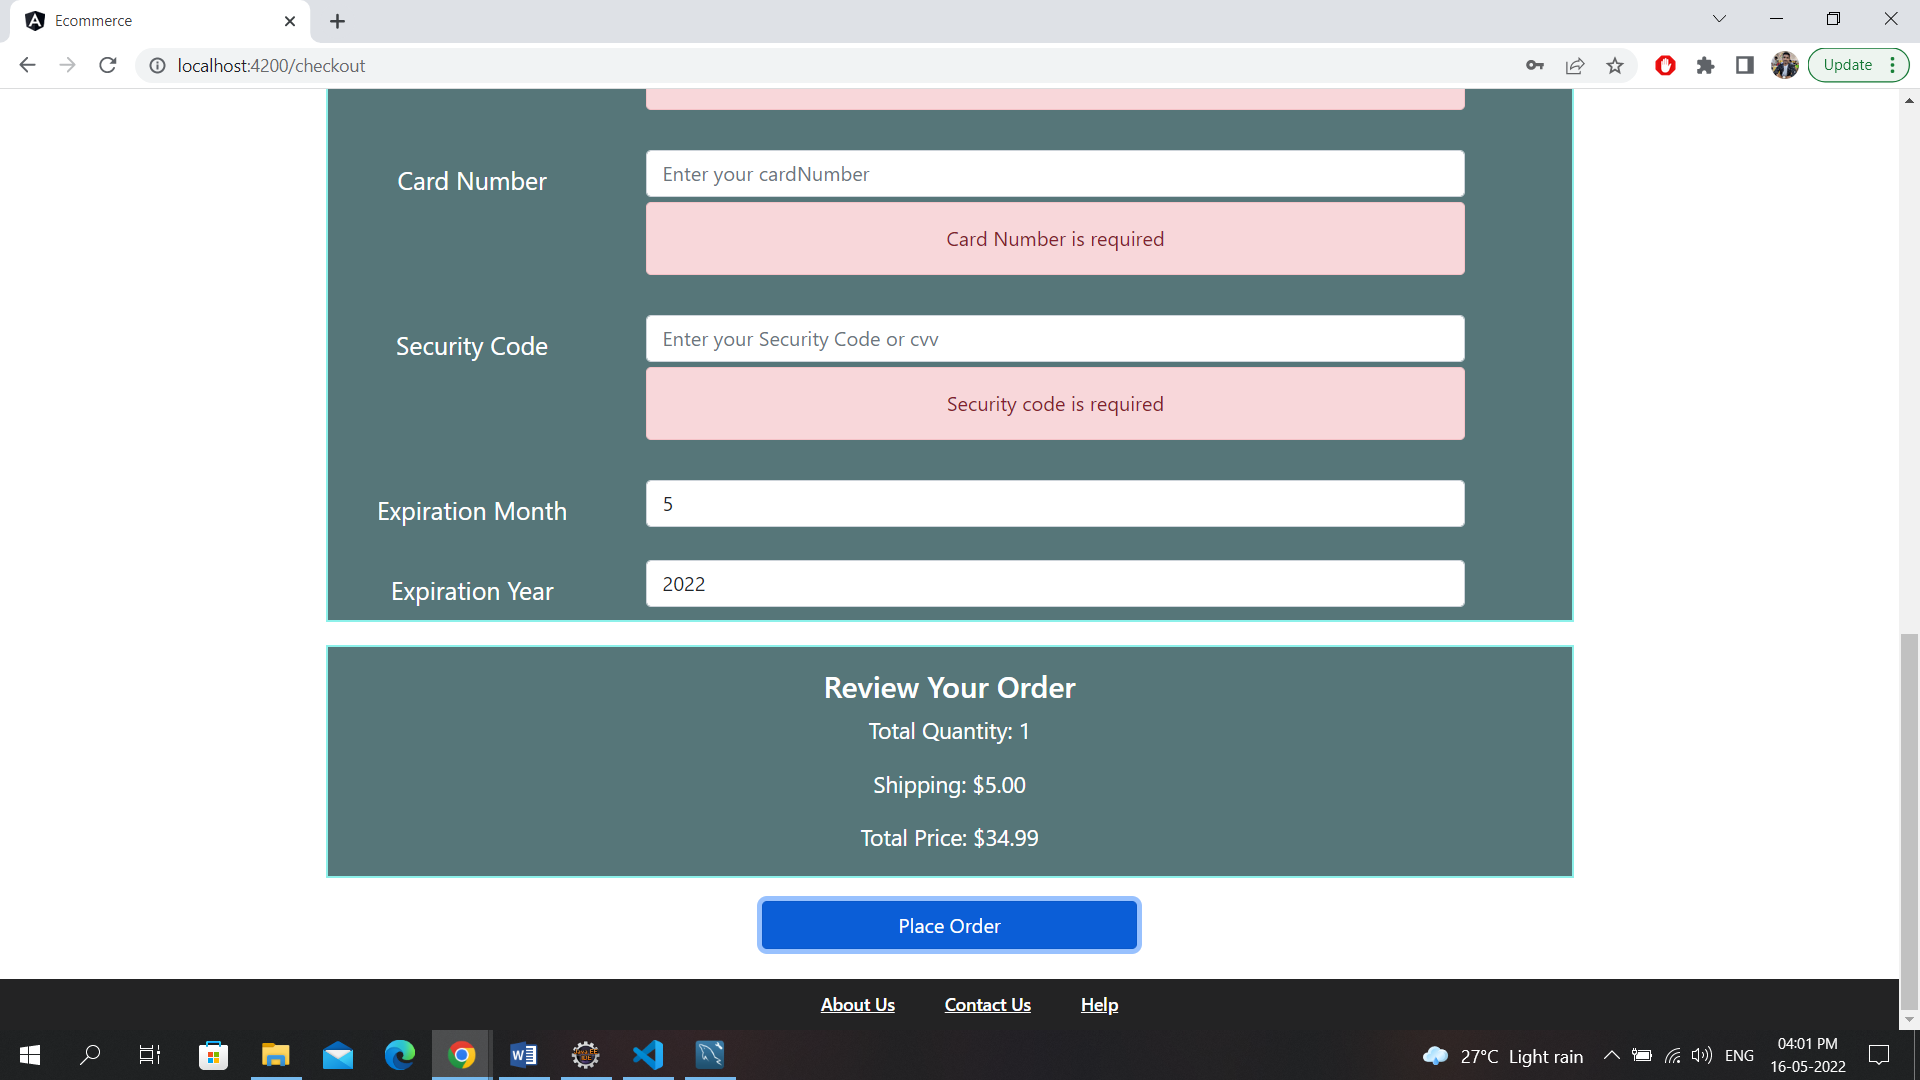 Ecommerce
localhost:4200/checkout
Update
Card Number
Enter your cardNumber
Card Number is required
Security Code
Enter your Security Code or cvv
Security code is required
Expiration Month
5
Expiration Year
2022
Review Your Order
Total Quantity: 1
Shipping: $5.00
Total Price: $34.99
Place Order
About Us Contact Us Help
27°C Light rain
ENG
04:01 PM
16-05-2022